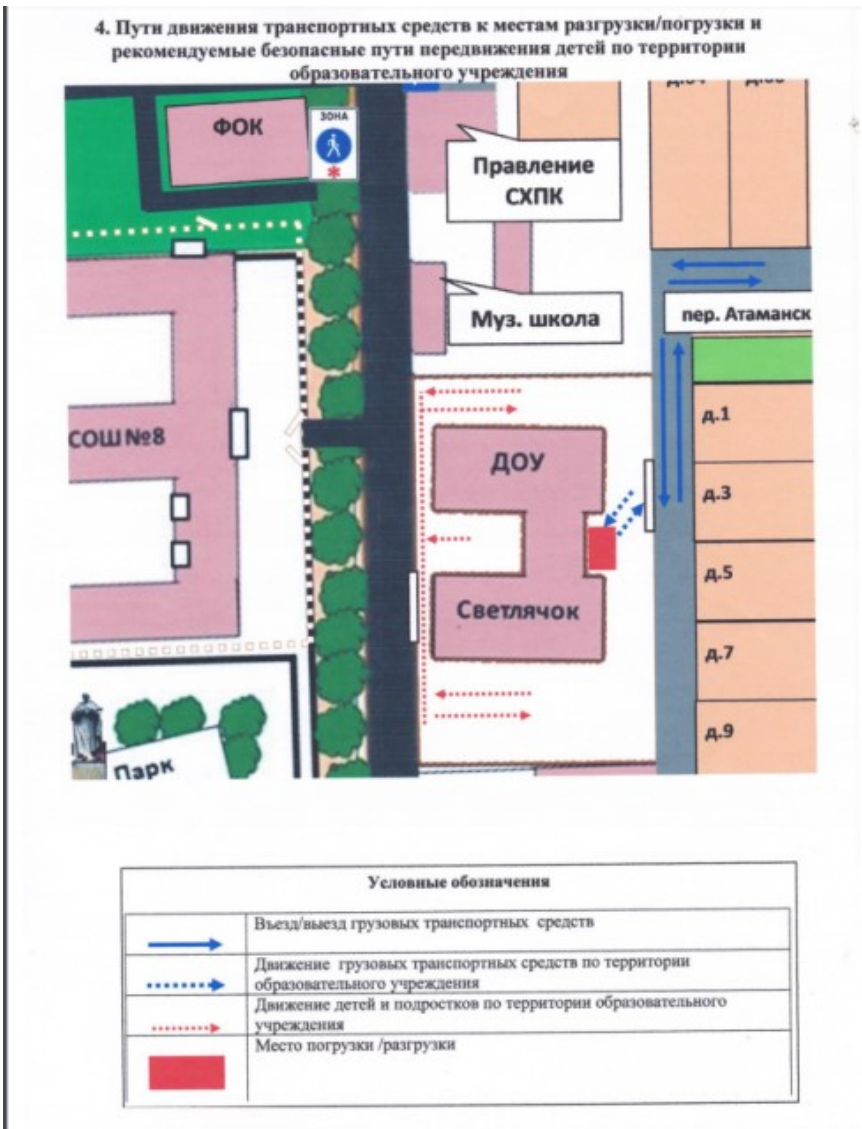 4. Пути движения транспортных средств к местам разгрузки/погрузки и
рекомендуемые безопасные пути передвижения детей по территории
образовательного учреждения
ФОК
ЗОНА
Правление
СХПК
Муз. школа
пер. Атаманск
СОШ №8
ДОУ
Светлячок
д.1
д.3
д.5
д.7
д.9
Парк
Условные обозначения
Въезд/выезд грузовых транспортных средств
Движение грузовых транспортных средств по территории
образовательного учреждения
Движение детей и подростков по территории образовательного
учреждения
Место погрузки /разгрузки